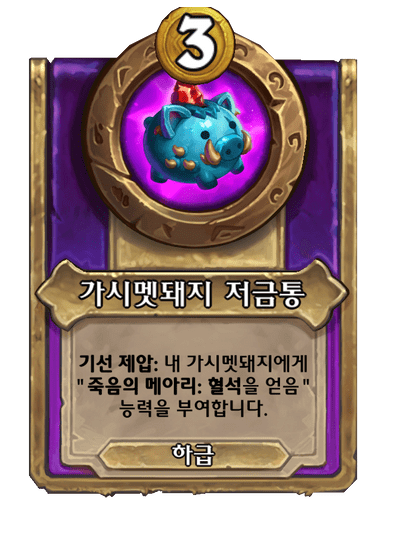 3
가시멧돼지 저금통
기선 제압: 내 가시멧돼지에게
"죽음의 메아리: 혈석을 얻음"
능력을 부여합니다.
하급